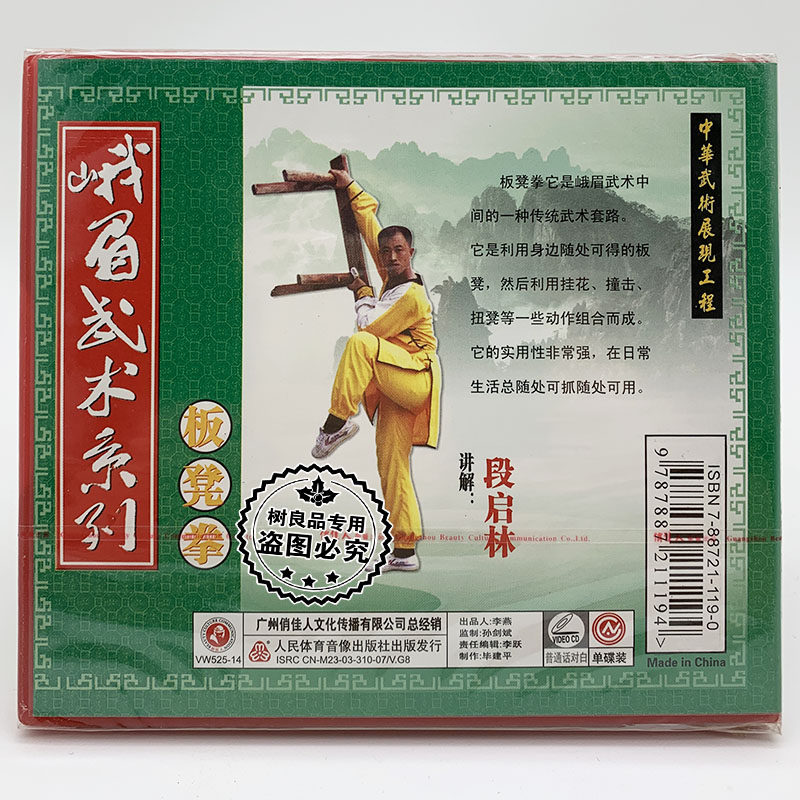 峨眉武术系列
板凳拳
中華武術展現工程
板凳拳它是峨眉武术中
间的一种传统武术套路。
它是利用身边随处可得的板
凳，然后利用挂花、撞击、
扭凳等一些动作组合而成。
它的实用性非常强，在日常
生活总随处可抓随处可用。
讲解：段启林
树良品专用
盗图必究
ISBN 7-88721-119-0
9787887211194
Made in China
VW525-14
广州俏佳人文化传播有限公司总经销
人民体育音像出版社出版发行
ISRC CN-M23-03-310-07/V.G8
出品人：李燕
监制：孙剑斌
责任编辑：李跃
制作：毕建平
VIDEO CD
普通话对白
单碟装